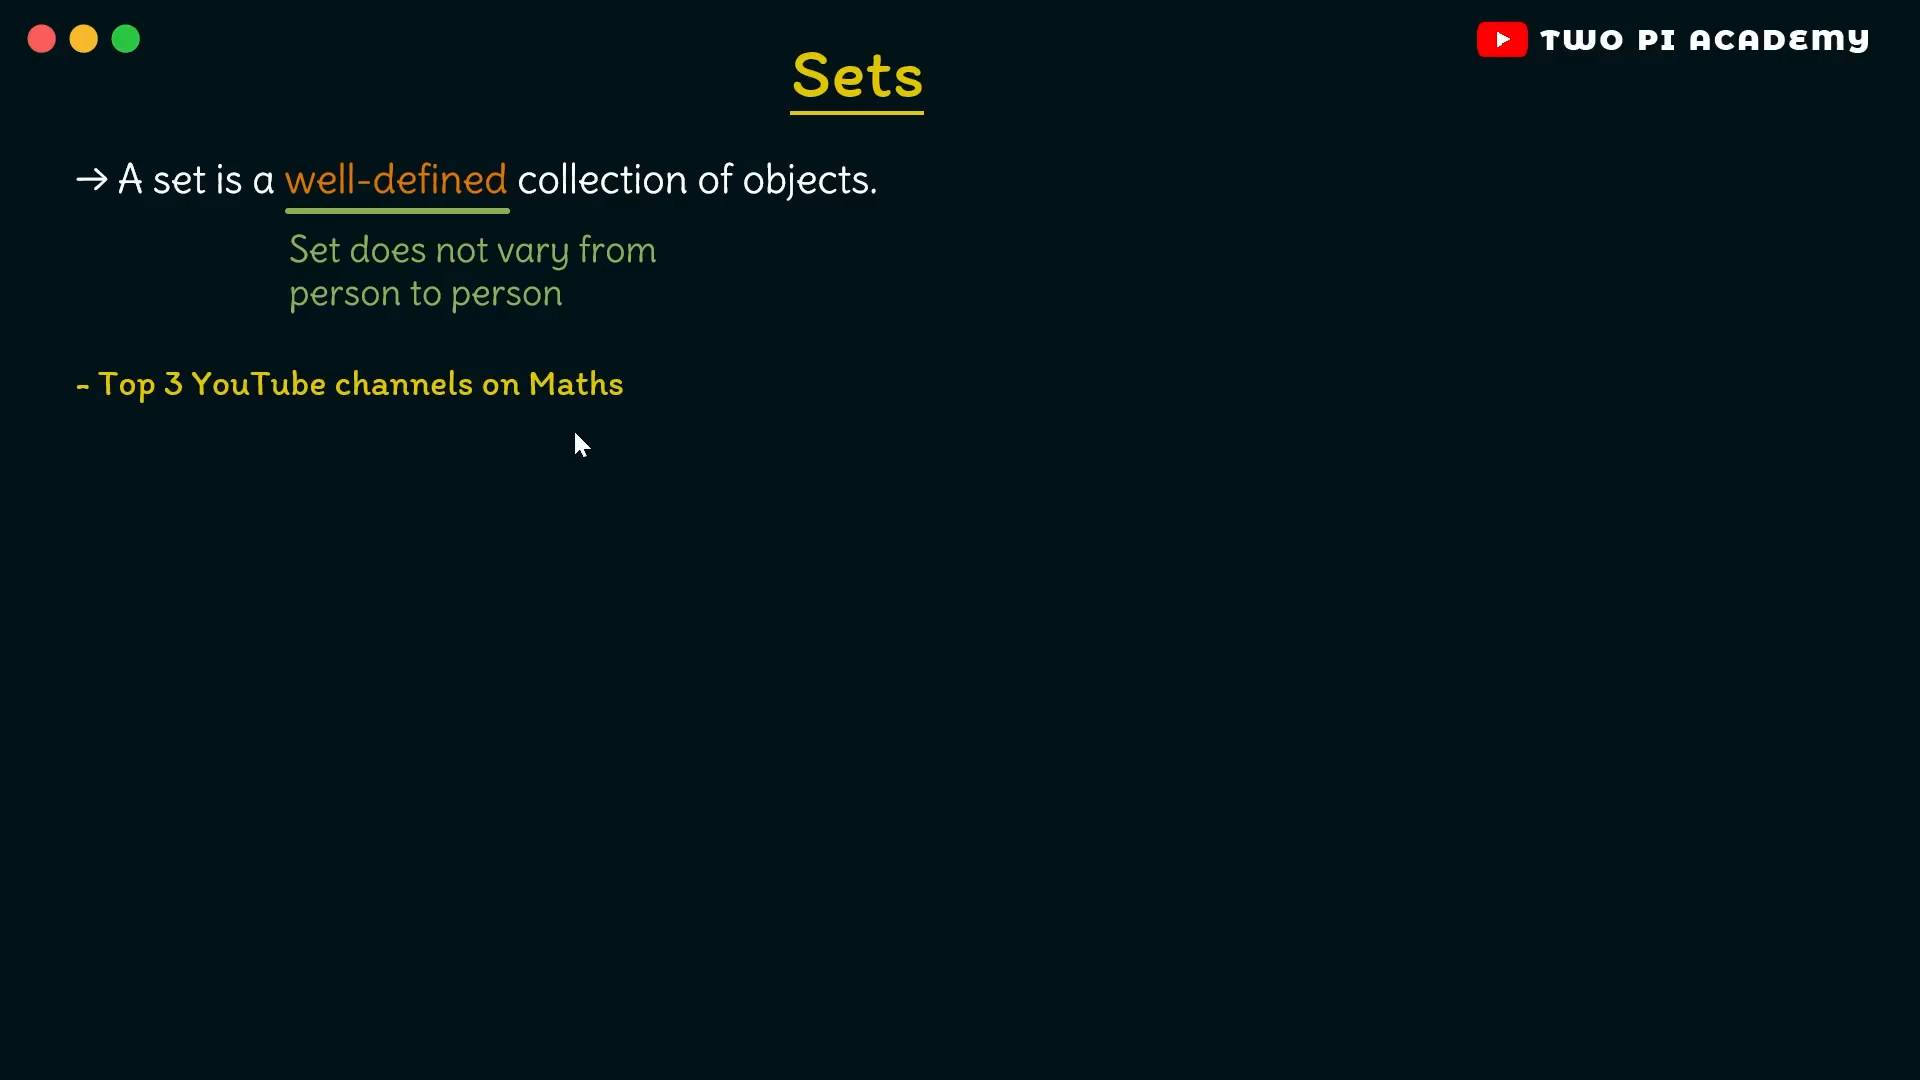 TWO PI ACADEMY
Sets
→ A set is a well-defined collection of objects.
Set does not vary from
person to person
- Top 3 YouTube channels on Maths